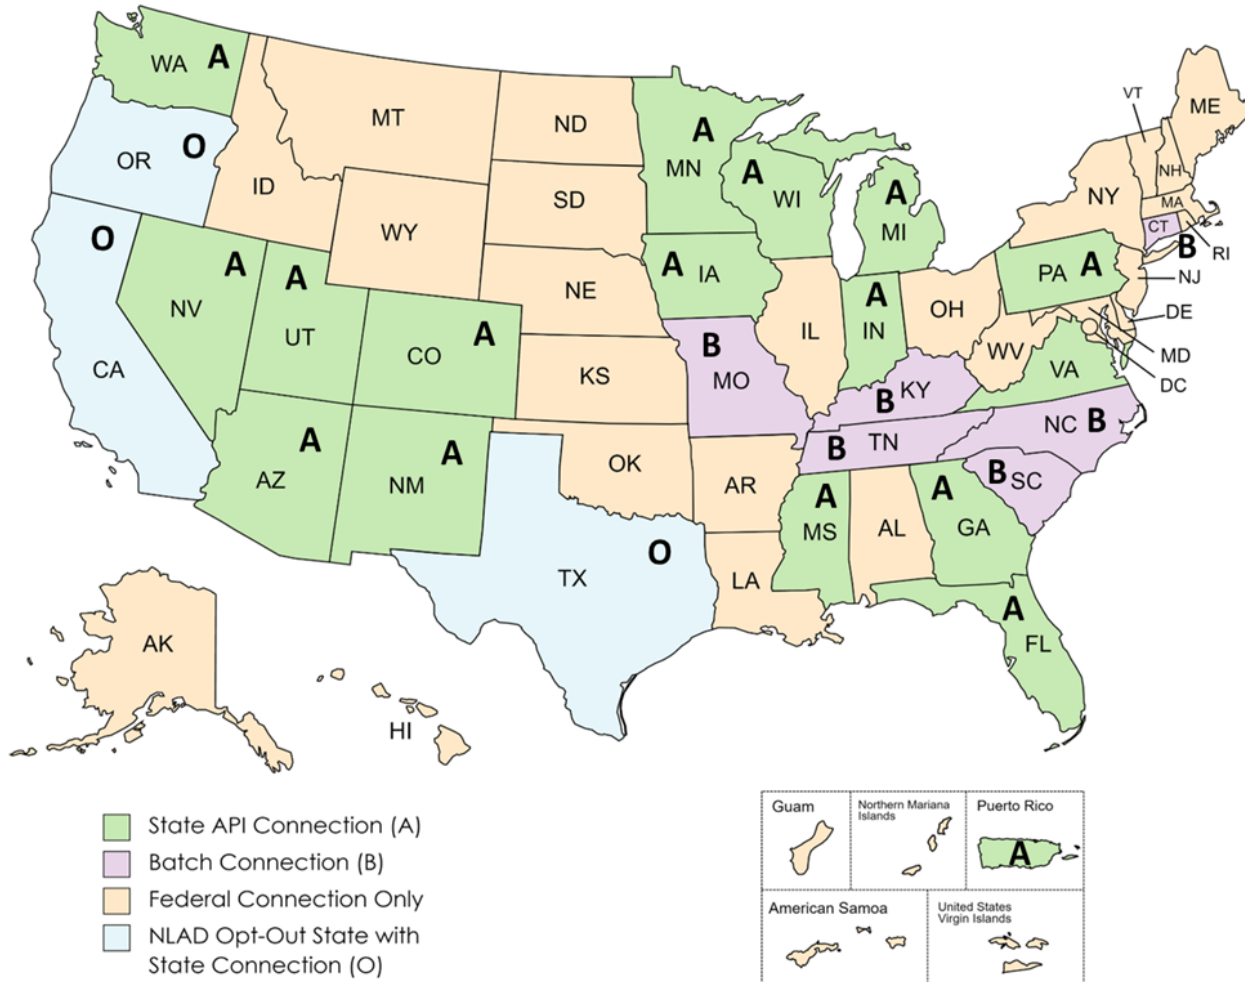 WA A
MT
ND
MN A
VT
ME
OR O
ID
SD
WI A
MI A
NY
NH
MA
CT B
RI
WY
O
CA
NV A
UT A
CO A
NE
IA A
PA A
NJ
IL
IN A
OH
DE
KS
MO B
WV
VA
MD
DC
KY B
TN B
NC B
AZ A
NM A
OK
AR
SC B
MS A
AL
GA A
TX O
LA
FL A
AK
HI
State API Connection (A)
Batch Connection (B)
Federal Connection Only
NLAD Opt-Out State with
State Connection (O)
Guam
Northern Mariana
Islands
Puerto Rico
A
American Samoa
United States
Virgin Islands